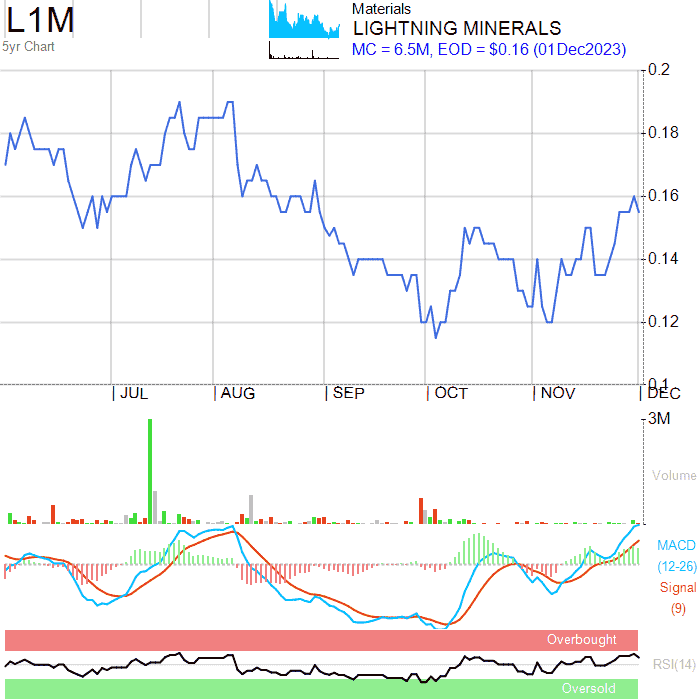 L1M
5yr Chart
Materials
LIGHTNING MINERALS
MC = 6.5M, EOD = $0.16 (01Dec2023)
0.2
0.18
0.16
0.14
0.12
0.1
JUL
AUG
SEP
OCT
NOV
DEC
3M
Volume
MACD
(12-26)
Signal
(9)
Overbought
RSI(14)
Oversold